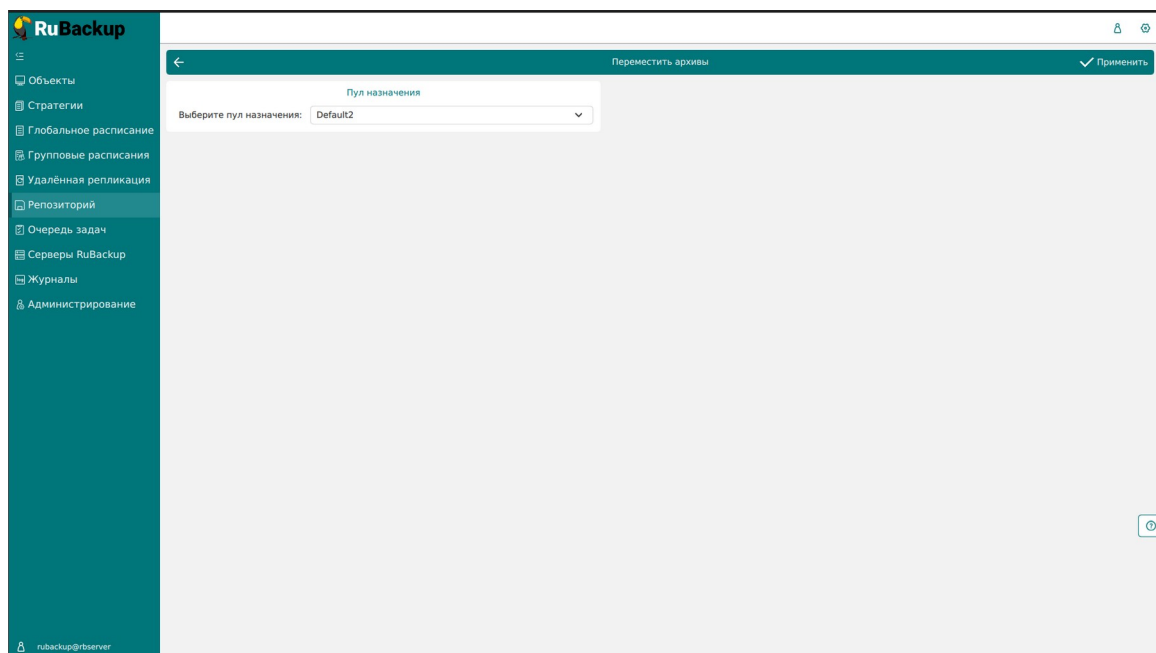 RuBackup
Переместить архивы
Применить
Объекты
Стратегии
Глобальное расписание
Групповые расписания
Удалённая репликация
Репозиторий
Очередь задач
Серверы RuBackup
Журналы
Администрирование
Пул назначения
Выберите пул назначения: Default2
rubackup@rbserver